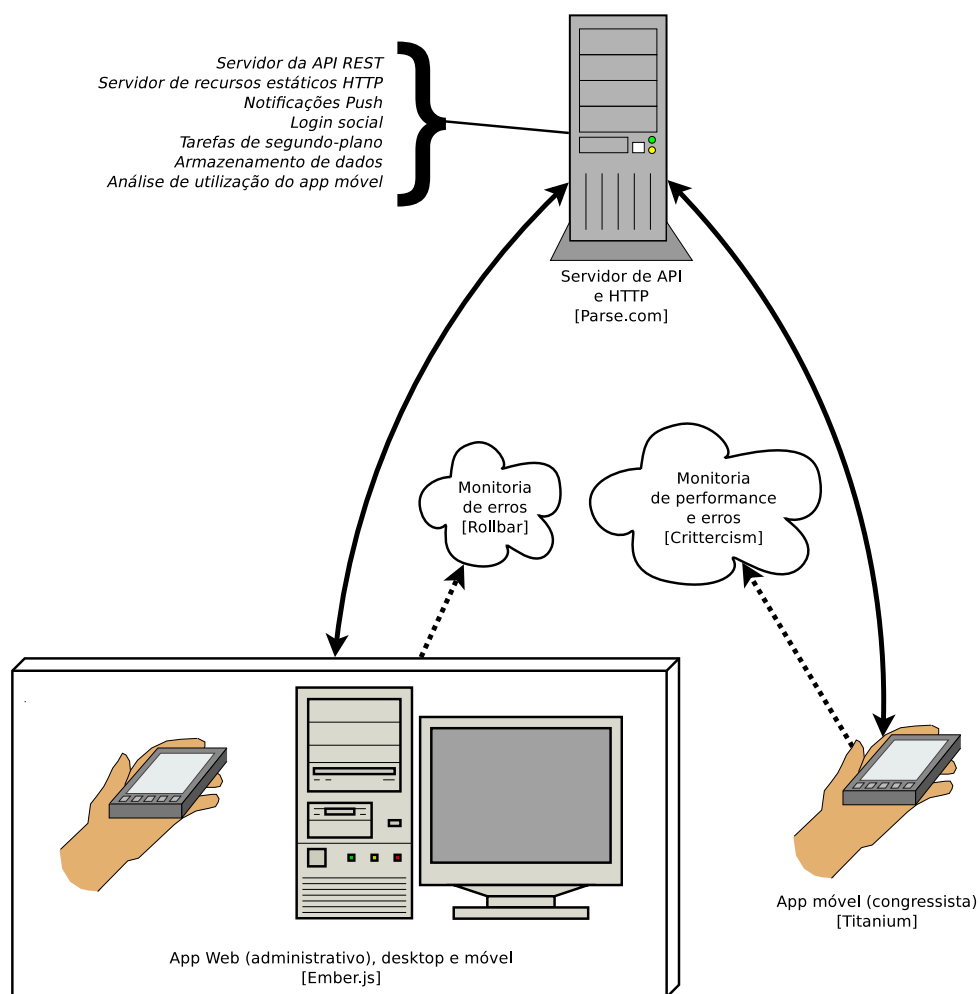 Servidor da API REST
Servidor de recursos estáticos HTTP
Notificações Push
Login social
Tarefas de segundo-plano
Armazenamento de dados
Análise de utilização do app móvel
Servidor de API
e HTTP
[Parse.com]
Monitoria
de erros
[Rollbar]
Monitoria
de performance
e erros
[Crittercism]
App móvel (congressista)
[Titanium]
App Web (administrativo), desktop e móvel
[Ember.js]